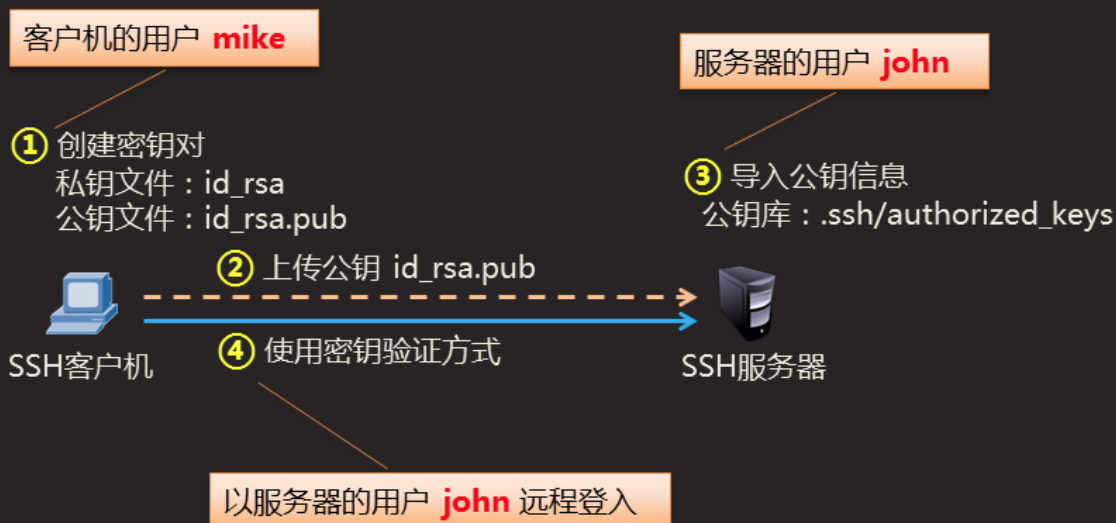 客户机的用户 mike
服务器的用户 john
① 创建密钥对
私钥文件：id_rsa
公钥文件：id_rsa.pub
③ 导入公钥信息
公钥库：.ssh/authorized_keys
② 上传公钥 id_rsa.pub
④ 使用密钥验证方式
SSH客户机
SSH服务器
以服务器的用户 john 远程登入